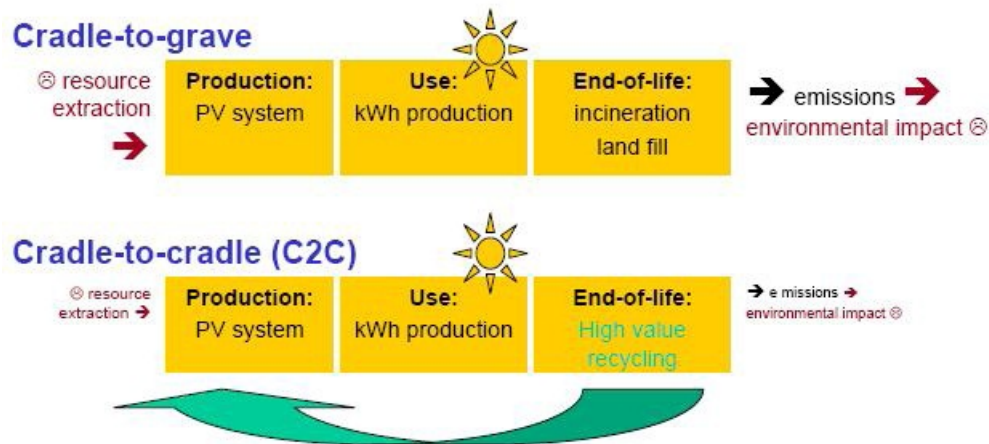 Cradle-to-grave
☹ resource
extraction
➔
Production:
PV system
Use:
kWh production
End-of-life:
incineration
land fill
➔ emissions ➔
environmental impact ☹
Cradle-to-cradle (C2C)
☹ resource
extraction ➔
Production:
PV system
Use:
kWh production
End-of-life:
High value
recycling
➔ e missions ➔
environmental impact ☹